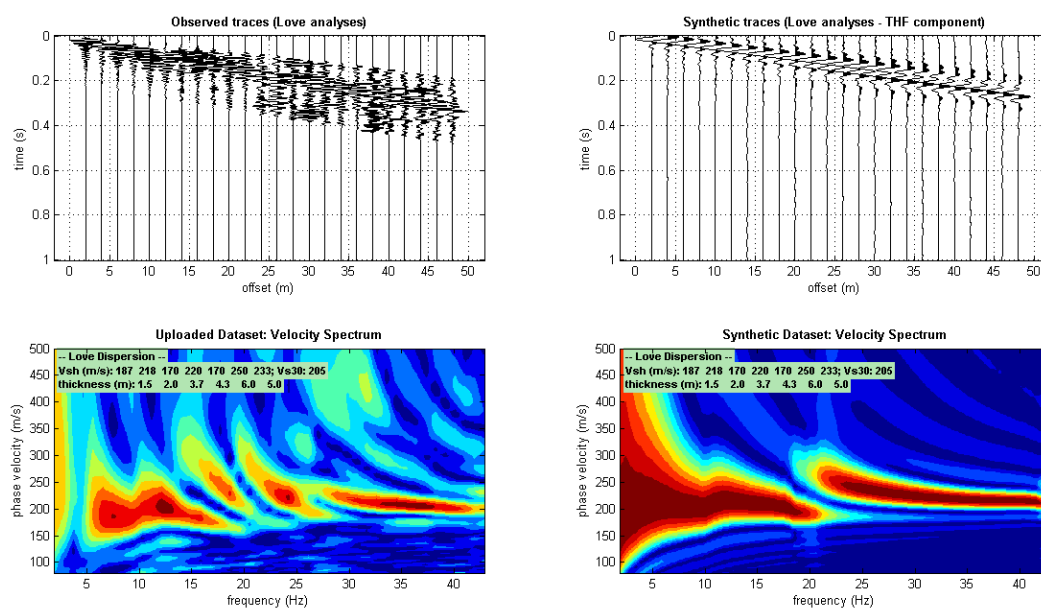 Observed traces (Love analyses)
0
0.2
0.4
0.6
0.8
1
time (s)
0 5 10 15 20 25 30 35 40 45 50
offset (m)
Synthetic traces (Love analyses - THF component)
0
0.2
0.4
0.6
0.8
1
time (s)
0 5 10 15 20 25 30 35 40 45 50
offset (m)
Uploaded Dataset: Velocity Spectrum
500
450
400
350
300
250
200
150
100
phase velocity (m/s)
-- Love Dispersion --
Vsh (m/s): 187 218 170 220 170 250 233; Vs30: 205
thickness (m): 1.5 2.0 3.7 4.3 6.0 5.0
5 10 15 20 25 30 35 40
frequency (Hz)
Synthetic Dataset: Velocity Spectrum
500
450
400
350
300
250
200
150
100
phase velocity (m/s)
-- Love Dispersion --
Vsh (m/s): 187 218 170 220 170 250 233; Vs30: 205
thickness (m): 1.5 2.0 3.7 4.3 6.0 5.0
5 10 15 20 25 30 35 40
frequency (Hz)